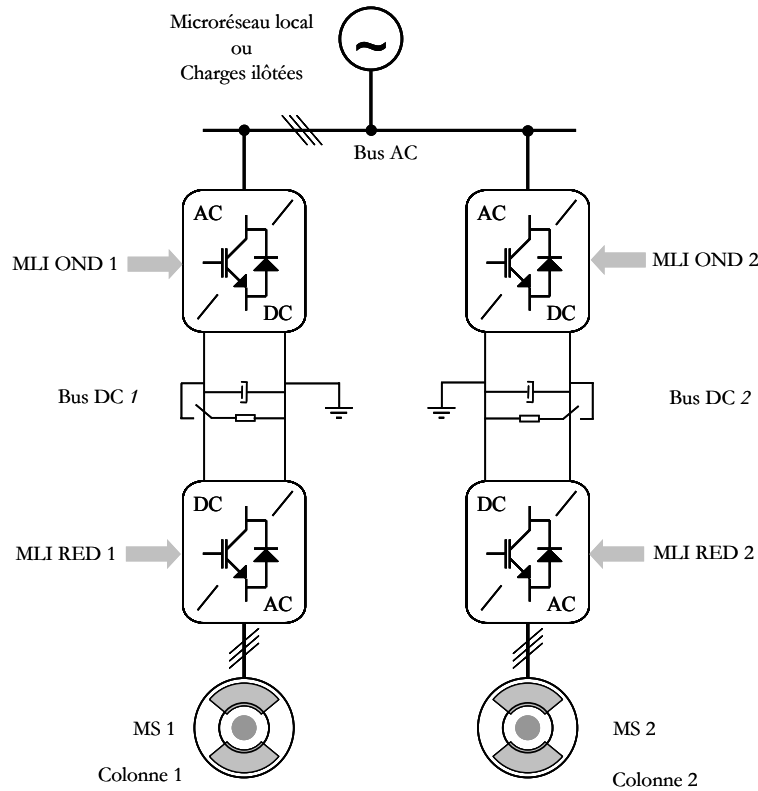 Microréseau local
ou
Charges ilôtées
~
Bus AC
AC
DC
AC
DC
MLI OND 1
MLI OND 2
Bus DC 1
Bus DC 2
DC
AC
DC
AC
MLI RED 1
MLI RED 2
MS 1
MS 2
Colonne 1
Colonne 2